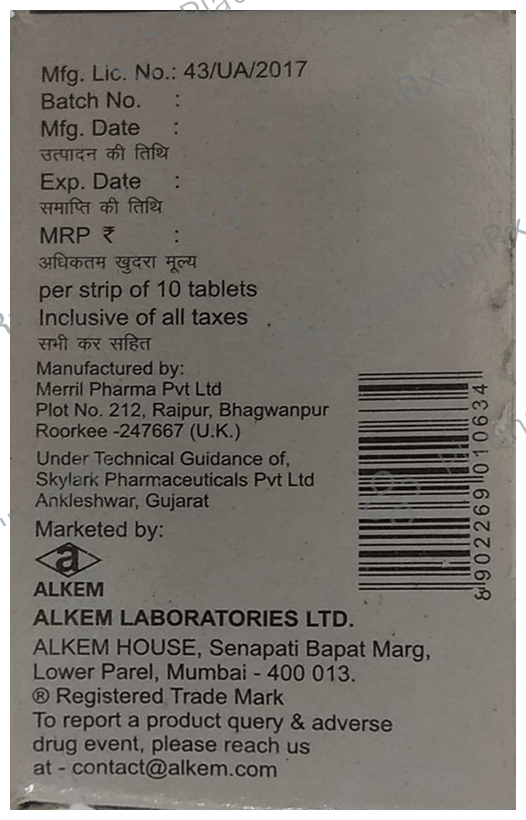 Mfg. Lic. No.: 43/UA/2017
Batch No. :
Mfg. Date :
उत्पादन की तिथि
Exp. Date :
समाप्ति की तिथि
MRP ₹ :
अधिकतम खुदरा मूल्य
per strip of 10 tablets
Inclusive of all taxes
सभी कर सहित
Manufactured by:
Merril Pharma Pvt Ltd
Plot No. 212, Raipur, Bhagwanpur
Roorkee -247667 (U.K.)
Under Technical Guidance of,
Skylark Pharmaceuticals Pvt Ltd
Ankleshwar, Gujarat
Marketed by:
a
ALKEM
ALKEM LABORATORIES LTD.
ALKEM HOUSE, Senapati Bapat Marg,
Lower Parel, Mumbai - 400 013.
® Registered Trade Mark
To report a product query & adverse
drug event, please reach us
at - contact@alkem.com
8902269010634